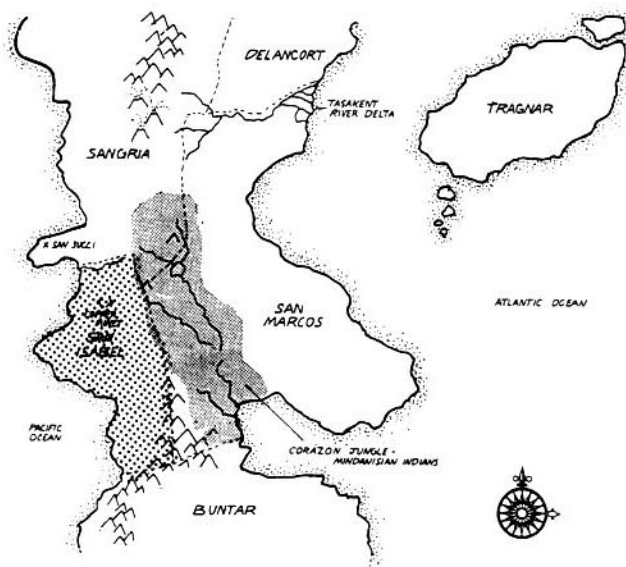 DELANCORT
TASAKENT
RIVER DELTA
TRAGNAR
SANGRIA
X SAN SUCCI
SAN
MARCOS
ATLANTIC OCEAN
SAN
ISABEL
PACIFIC
OCEAN
CORAZON JUNGLE -
MINDANISIAN INDIANS
BUNTAR